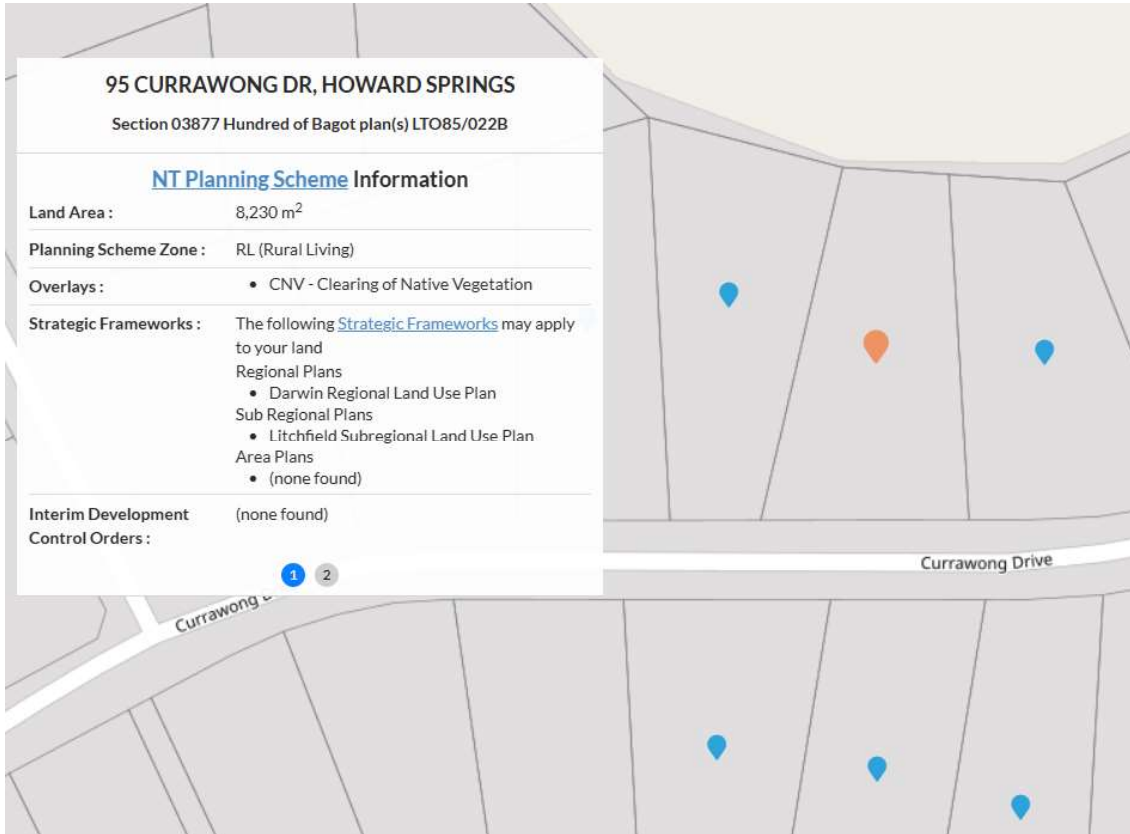 95 CURRAWONG DR, HOWARD SPRINGS
Section 03877 Hundred of Bagot plan(s) LTO85/022B
NT Planning Scheme Information
Land Area : 8,230 m²
Planning Scheme Zone : RL (Rural Living)
Overlays : • CNV - Clearing of Native Vegetation
Strategic Frameworks : The following Strategic Frameworks may apply
to your land
Regional Plans
• Darwin Regional Land Use Plan
Sub Regional Plans
• Litchfield Subregional Land Use Plan
Area Plans
• (none found)
Interim Development (none found)
Control Orders :
1 2
Currawong Drive
Currawong